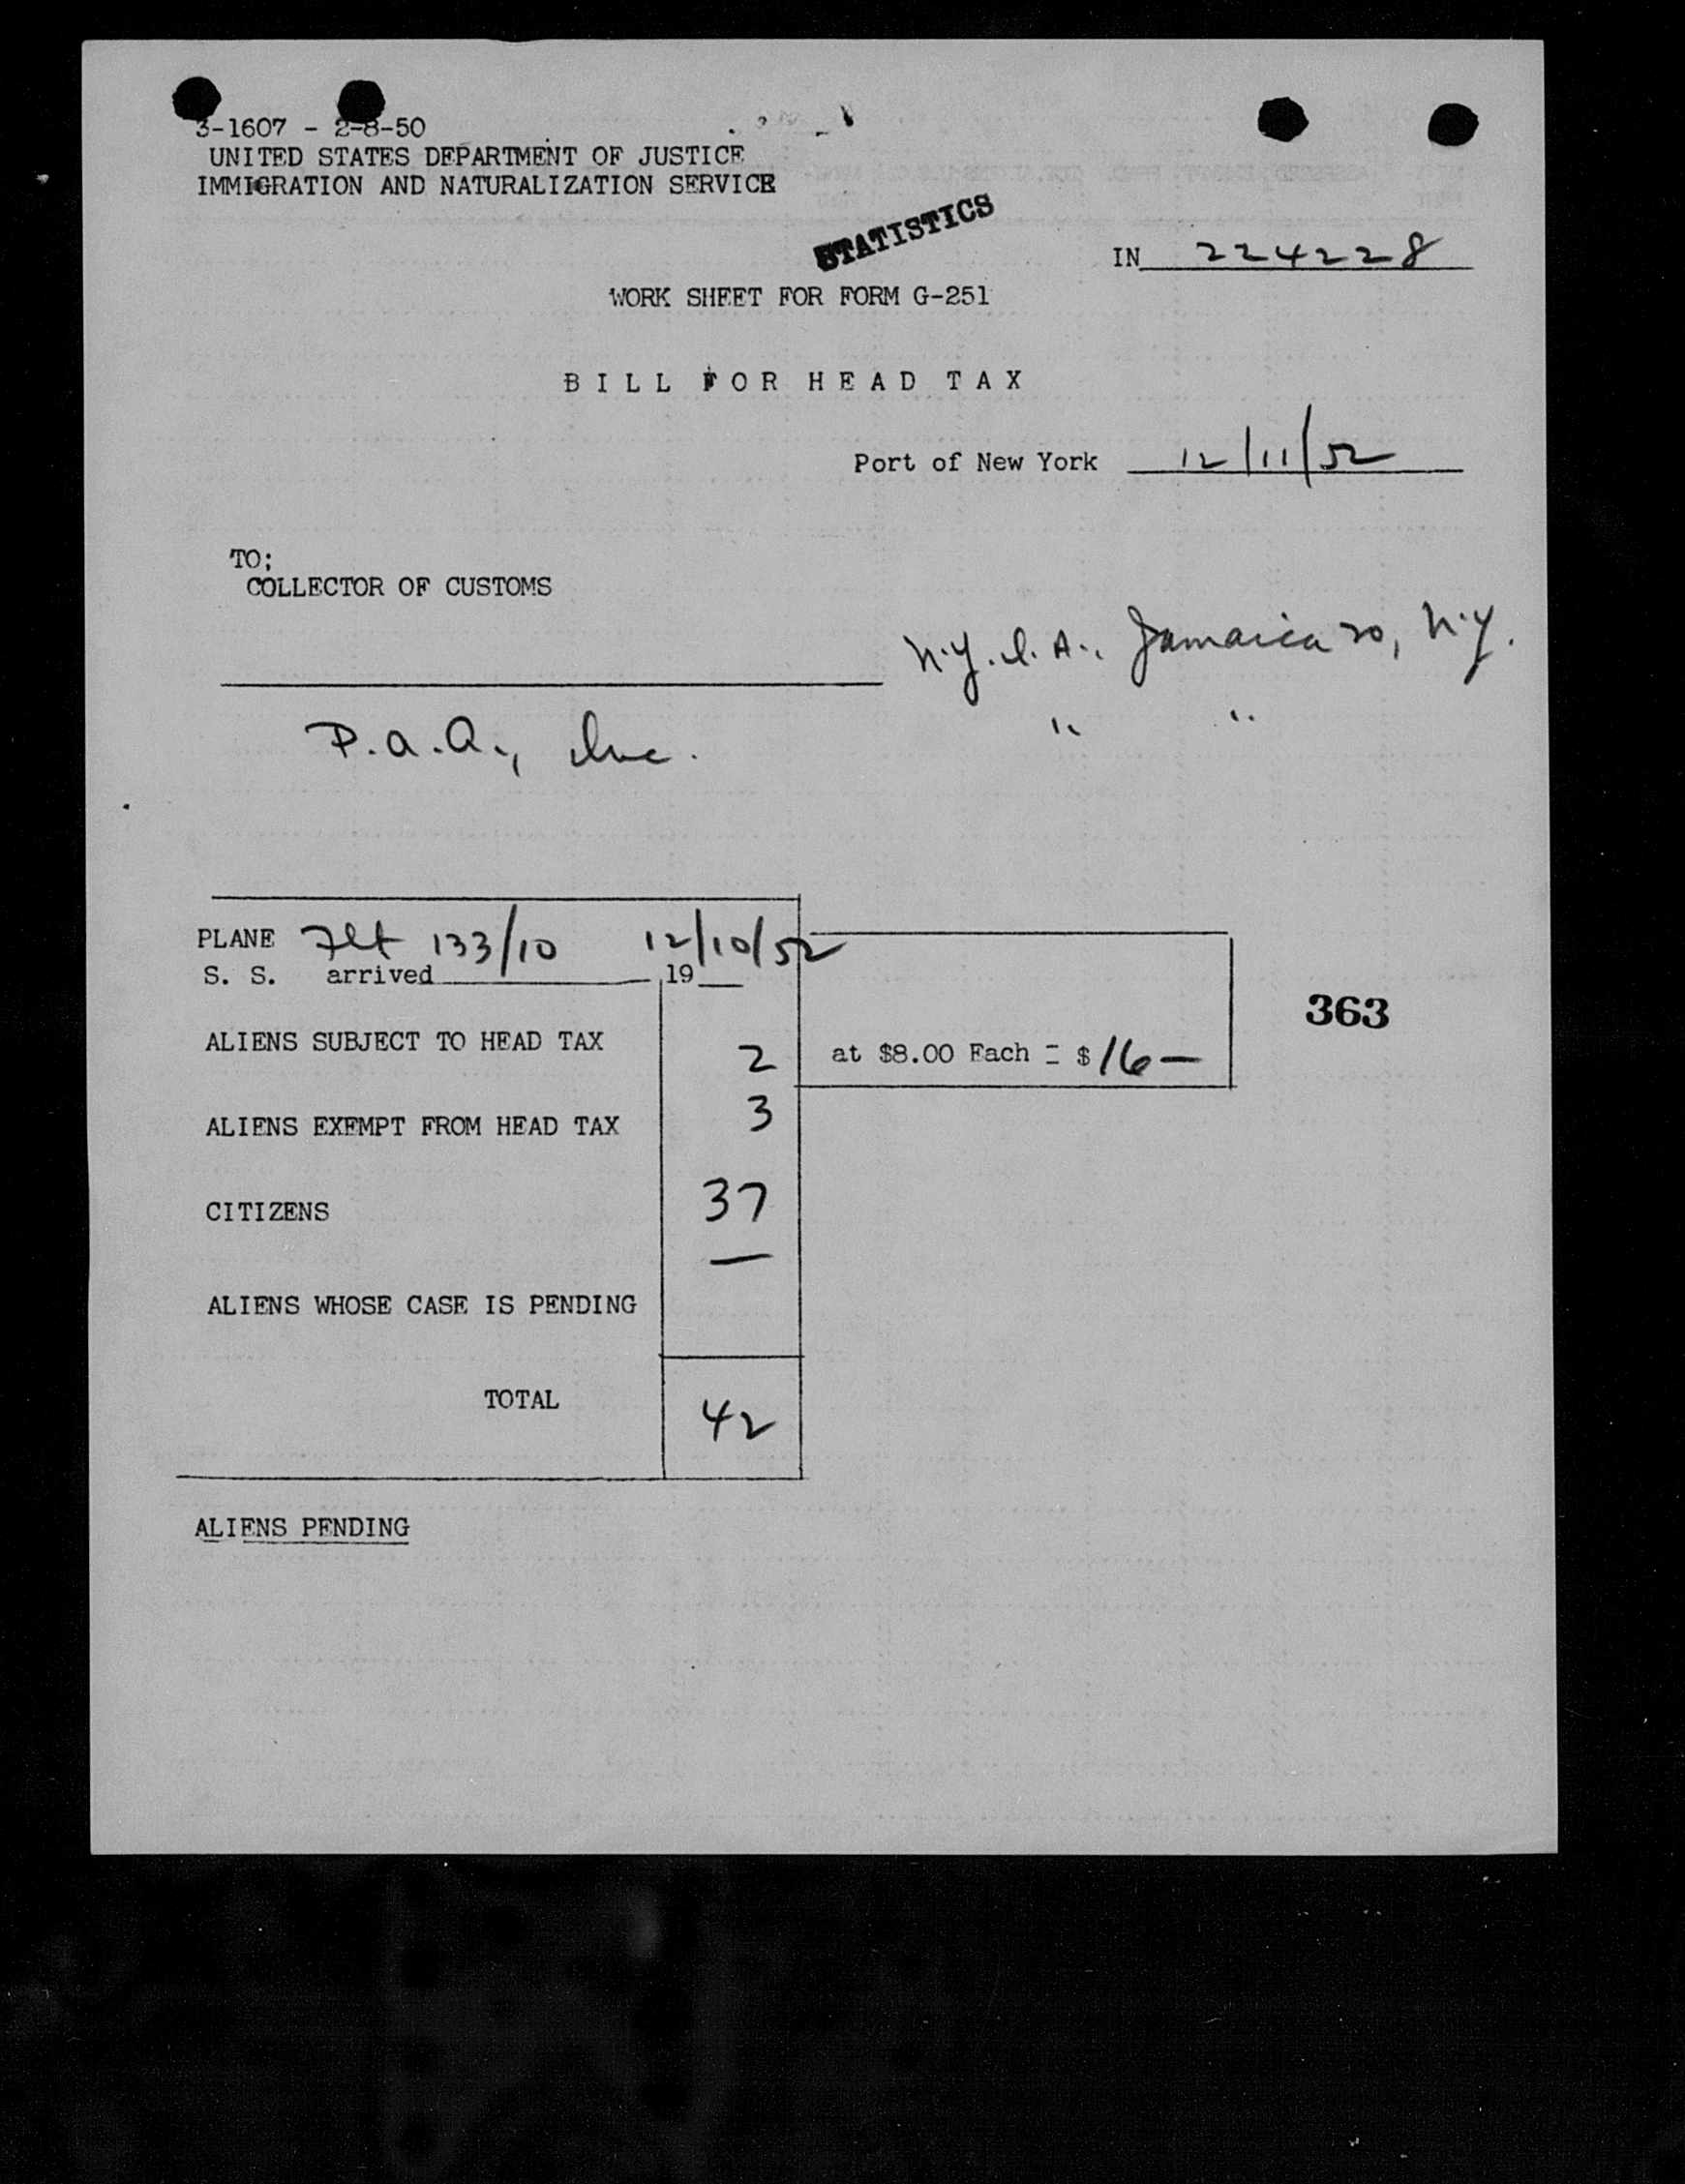 3-1607 - 2-8-50
UNITED STATES DEPARTMENT OF JUSTICE
IMMIGRATION AND NATURALIZATION SERVICE
STATISTICS
IN 224228
WORK SHEET FOR FORM G-251
BILL FOR HEAD TAX
Port of New York 12/11/52
TO;
COLLECTOR OF CUSTOMS
N.Y.I.A., Jamaica 30, N.Y.
P.A.A., Inc. " "
PLANE Flt 133/10 12/10/52
S. S. arrived 19
363
ALIENS SUBJECT TO HEAD TAX 2 at $8.00 Each = $16—
ALIENS EXEMPT FROM HEAD TAX 3
CITIZENS 37
—
ALIENS WHOSE CASE IS PENDING
TOTAL 42
ALIENS PENDING